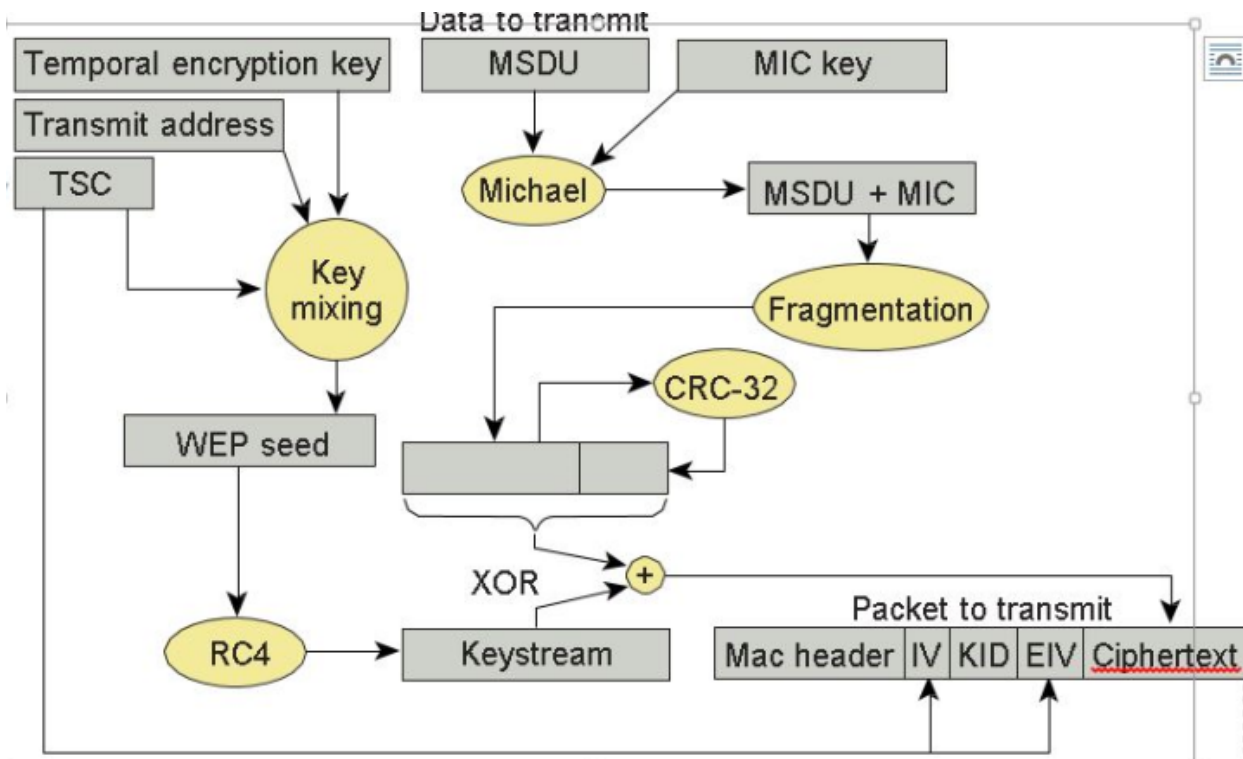 Data to transmit
Temporal encryption key
MSDU
MIC key
Transmit address
TSC
Michael
MSDU + MIC
Key
mixing
Fragmentation
CRC-32
WEP seed
XOR
+
Packet to transmit
RC4
Keystream
Mac header IV KID EIV Ciphertext